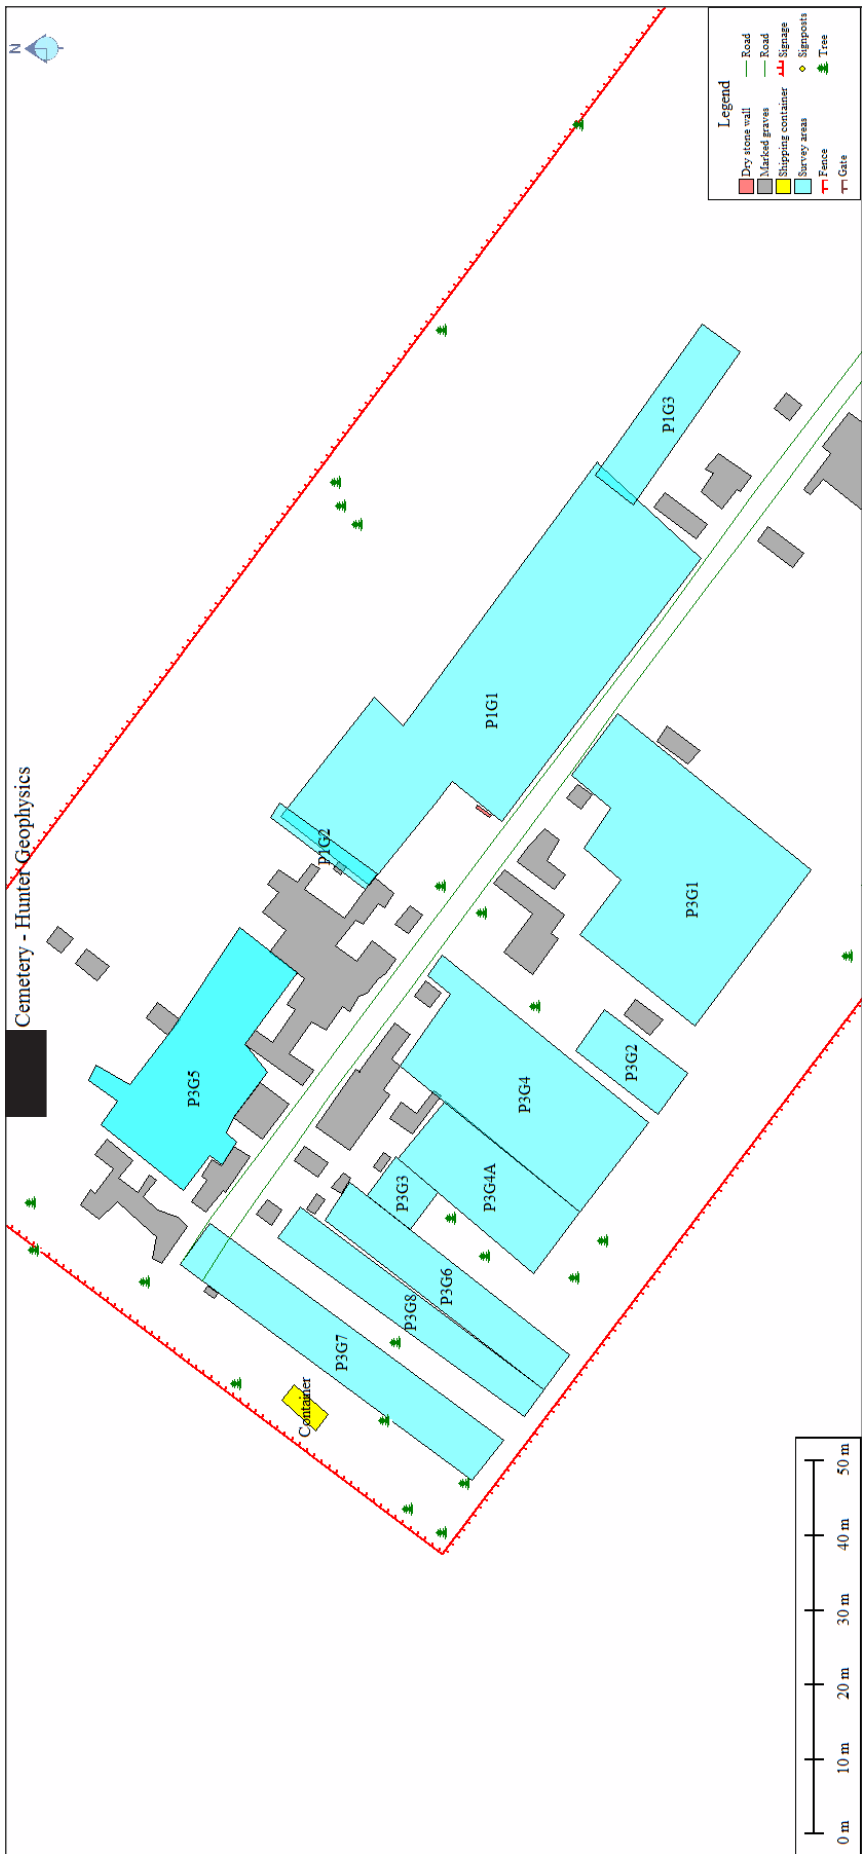 N
Cemetery - Hunter Geophysics
Legend
Dry stone wall
Marked graves
Shipping container
Survey areas
Fence
Gate
Road
Road
Signage
Signposts
Tree
P1G3
P1G1
P1G2
P3G1
P3G5
P3G4
P3G2
P3G4A
P3G3
P3G6
P3G8
P3G7
Container
0 m
10 m
20 m
30 m
40 m
50 m